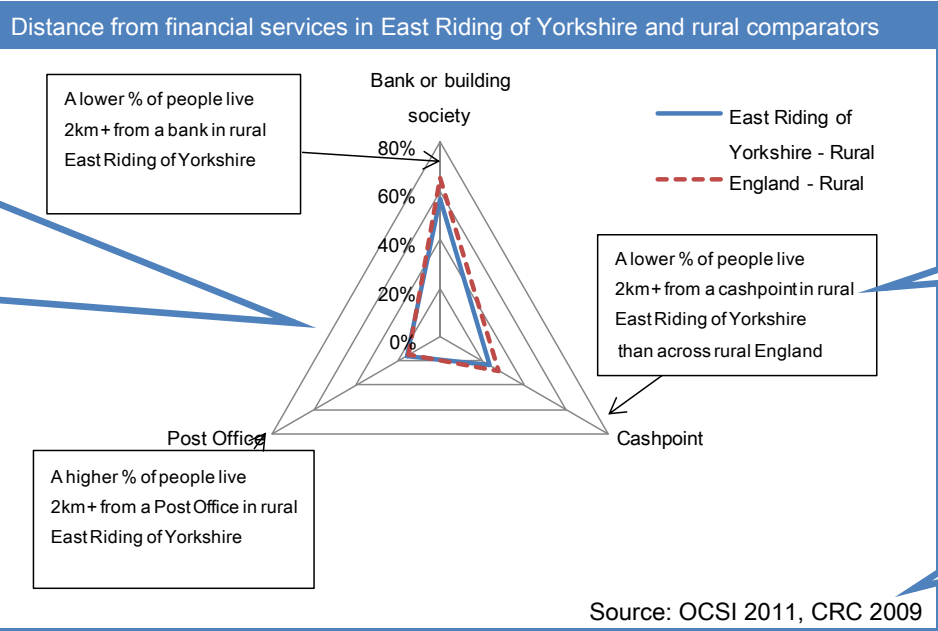 Distance from financial services in East Riding of Yorkshire and rural comparators
A lower % of people live
2km+ from a bank in rural
East Riding of Yorkshire
Bank or building
society
80%
60%
40%
20%
0%
East Riding of
Yorkshire - Rural
England - Rural
A lower % of people live
2km+ from a cashpoint in rural
East Riding of Yorkshire
than across rural England
Post Office
Cashpoint
A higher % of people live
2km+ from a Post Office in rural
East Riding of Yorkshire
Source: OCSI 2011, CRC 2009